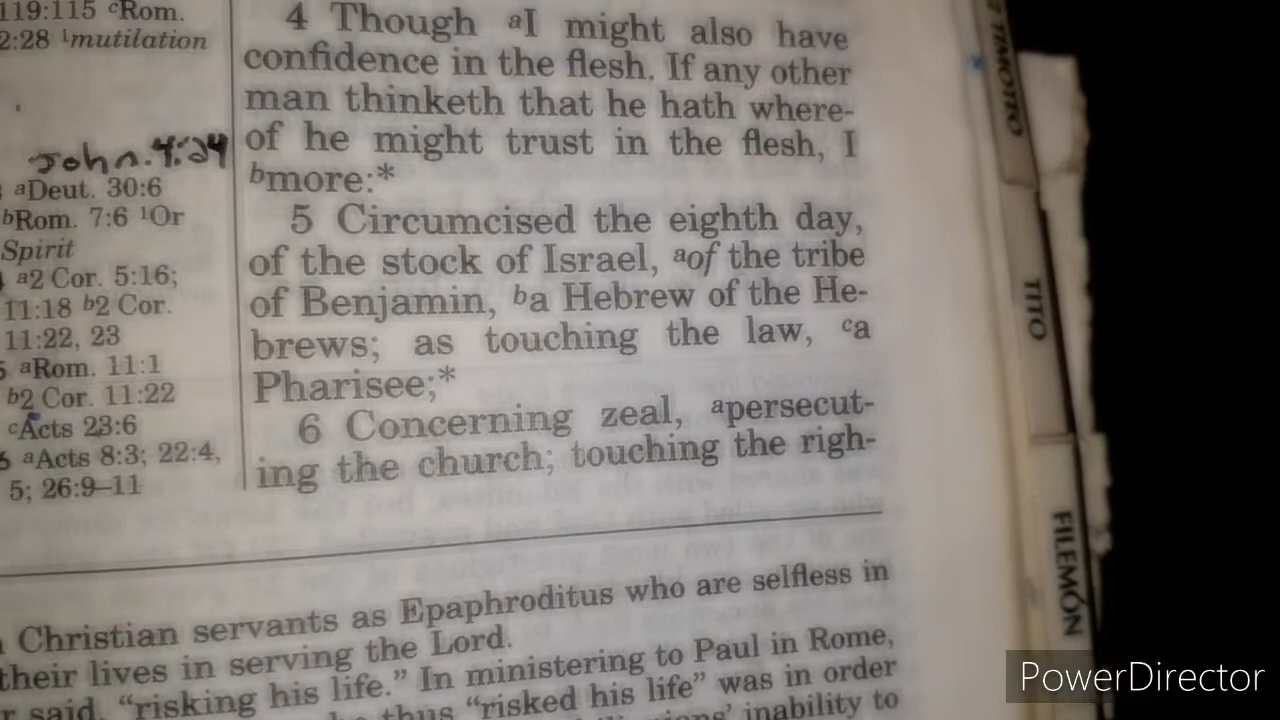 119:115 cRom.
2:28 1mutilation
John.4:24
aDeut. 30:6
bRom. 7:6 1Or
Spirit
a2 Cor. 5:16;
11:18 b2 Cor.
11:22, 23
5 aRom. 11:1
b2 Cor. 11:22
cActs 23:6
6 aActs 8:3; 22:4,
5; 26:9–11
4 Though aI might also have
confidence in the flesh. If any other
man thinketh that he hath where-
of he might trust in the flesh, I
bmore:*
5 Circumcised the eighth day,
of the stock of Israel, aof the tribe
of Benjamin, ba Hebrew of the He-
brews; as touching the law, ca
Pharisee;*
6 Concerning zeal, apersecut-
ing the church; touching the righ-
Christian servants as Epaphroditus who are selfless in
their lives in serving the Lord.
said, “risking his life.” In ministering to Paul in Rome,
thus “risked his life” was in order
inability to
TIMOTEO
TITO
FILEMÓN
PowerDirector